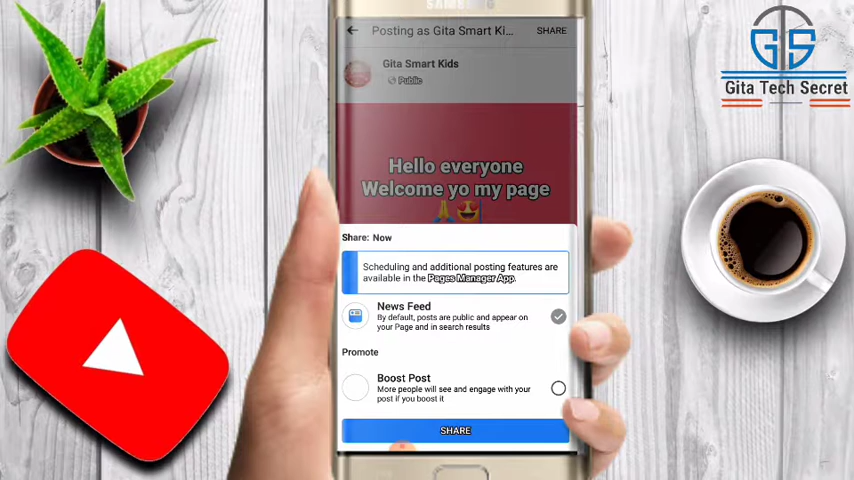 SAMSUNG
Posting as Gita Smart Ki...
SHARE
Gita Smart Kids
Public
Hello everyone
Welcome yo my page
Share: Now
Scheduling and additional posting features are
available in the Pages Manager App.
News Feed
By default, posts are public and appear on
your Page and in search results
Promote
Boost Post
More people will see and engage with your
post if you boost it
SHARE
GS
Gita Tech Secret